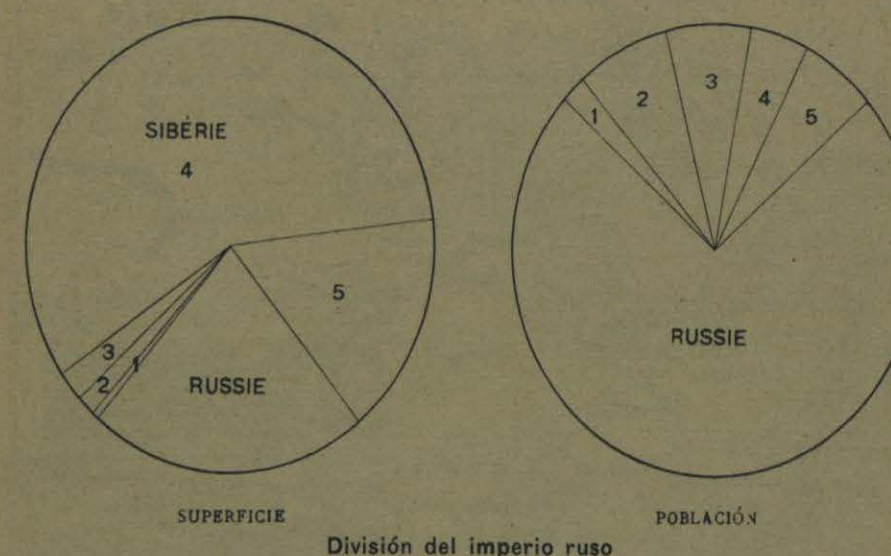 SIBÉRIE
4
5
3
2
1
RUSSIE
SUPERFICIE
1
2
3
4
5
RUSSIE
POBLACIÓN
División del imperio ruso